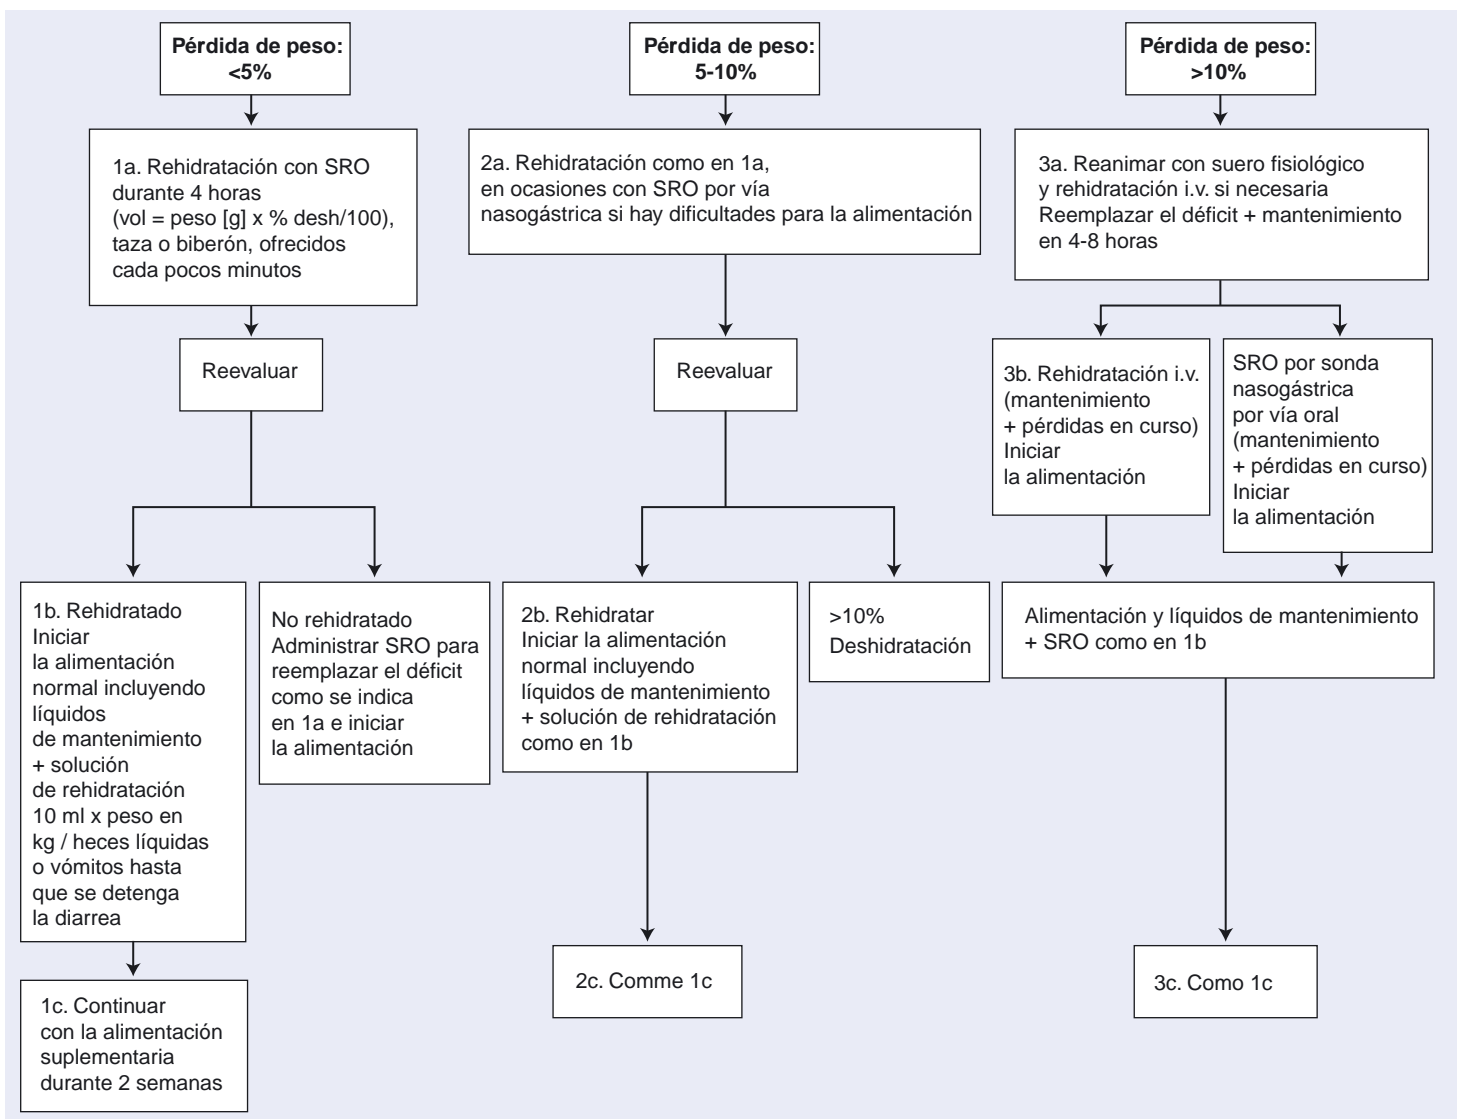 Pérdida de peso:
<5%
Pérdida de peso:
5-10%
Pérdida de peso:
>10%
1a. Rehidratación con SRO
durante 4 horas
(vol = peso [g] x % desh/100),
taza o biberón, ofrecidos
cada pocos minutos
2a. Rehidratación como en 1a,
en ocasiones con SRO por vía
nasogástrica si hay dificultades para la alimentación
3a. Reanimar con suero fisiológico
y rehidratación i.v. si necesaria
Reemplazar el déficit + mantenimiento
en 4-8 horas
Reevaluar
Reevaluar
3b. Rehidratación i.v.
(mantenimiento
+ pérdidas en curso)
Iniciar
la alimentación
SRO por sonda
nasogástrica
por vía oral
(mantenimiento
+ pérdidas en curso)
Iniciar
la alimentación
1b. Rehidratado
Iniciar
la alimentación
normal incluyendo
líquidos
de mantenimiento
+ solución
de rehidratación
10 ml x peso en
kg / heces líquidas
o vómitos hasta
que se detenga
la diarrea
No rehidratado
Administrar SRO para
reemplazar el déficit
como se indica
en 1a e iniciar
la alimentación
2b. Rehidratar
Iniciar la alimentación
normal incluyendo
líquidos de mantenimiento
+ solución de rehidratación
como en 1b
>10%
Deshidratación
Alimentación y líquidos de mantenimiento
+ SRO como en 1b
1c. Continuar
con la alimentación
suplementaria
durante 2 semanas
2c. Comme 1c
3c. Como 1c